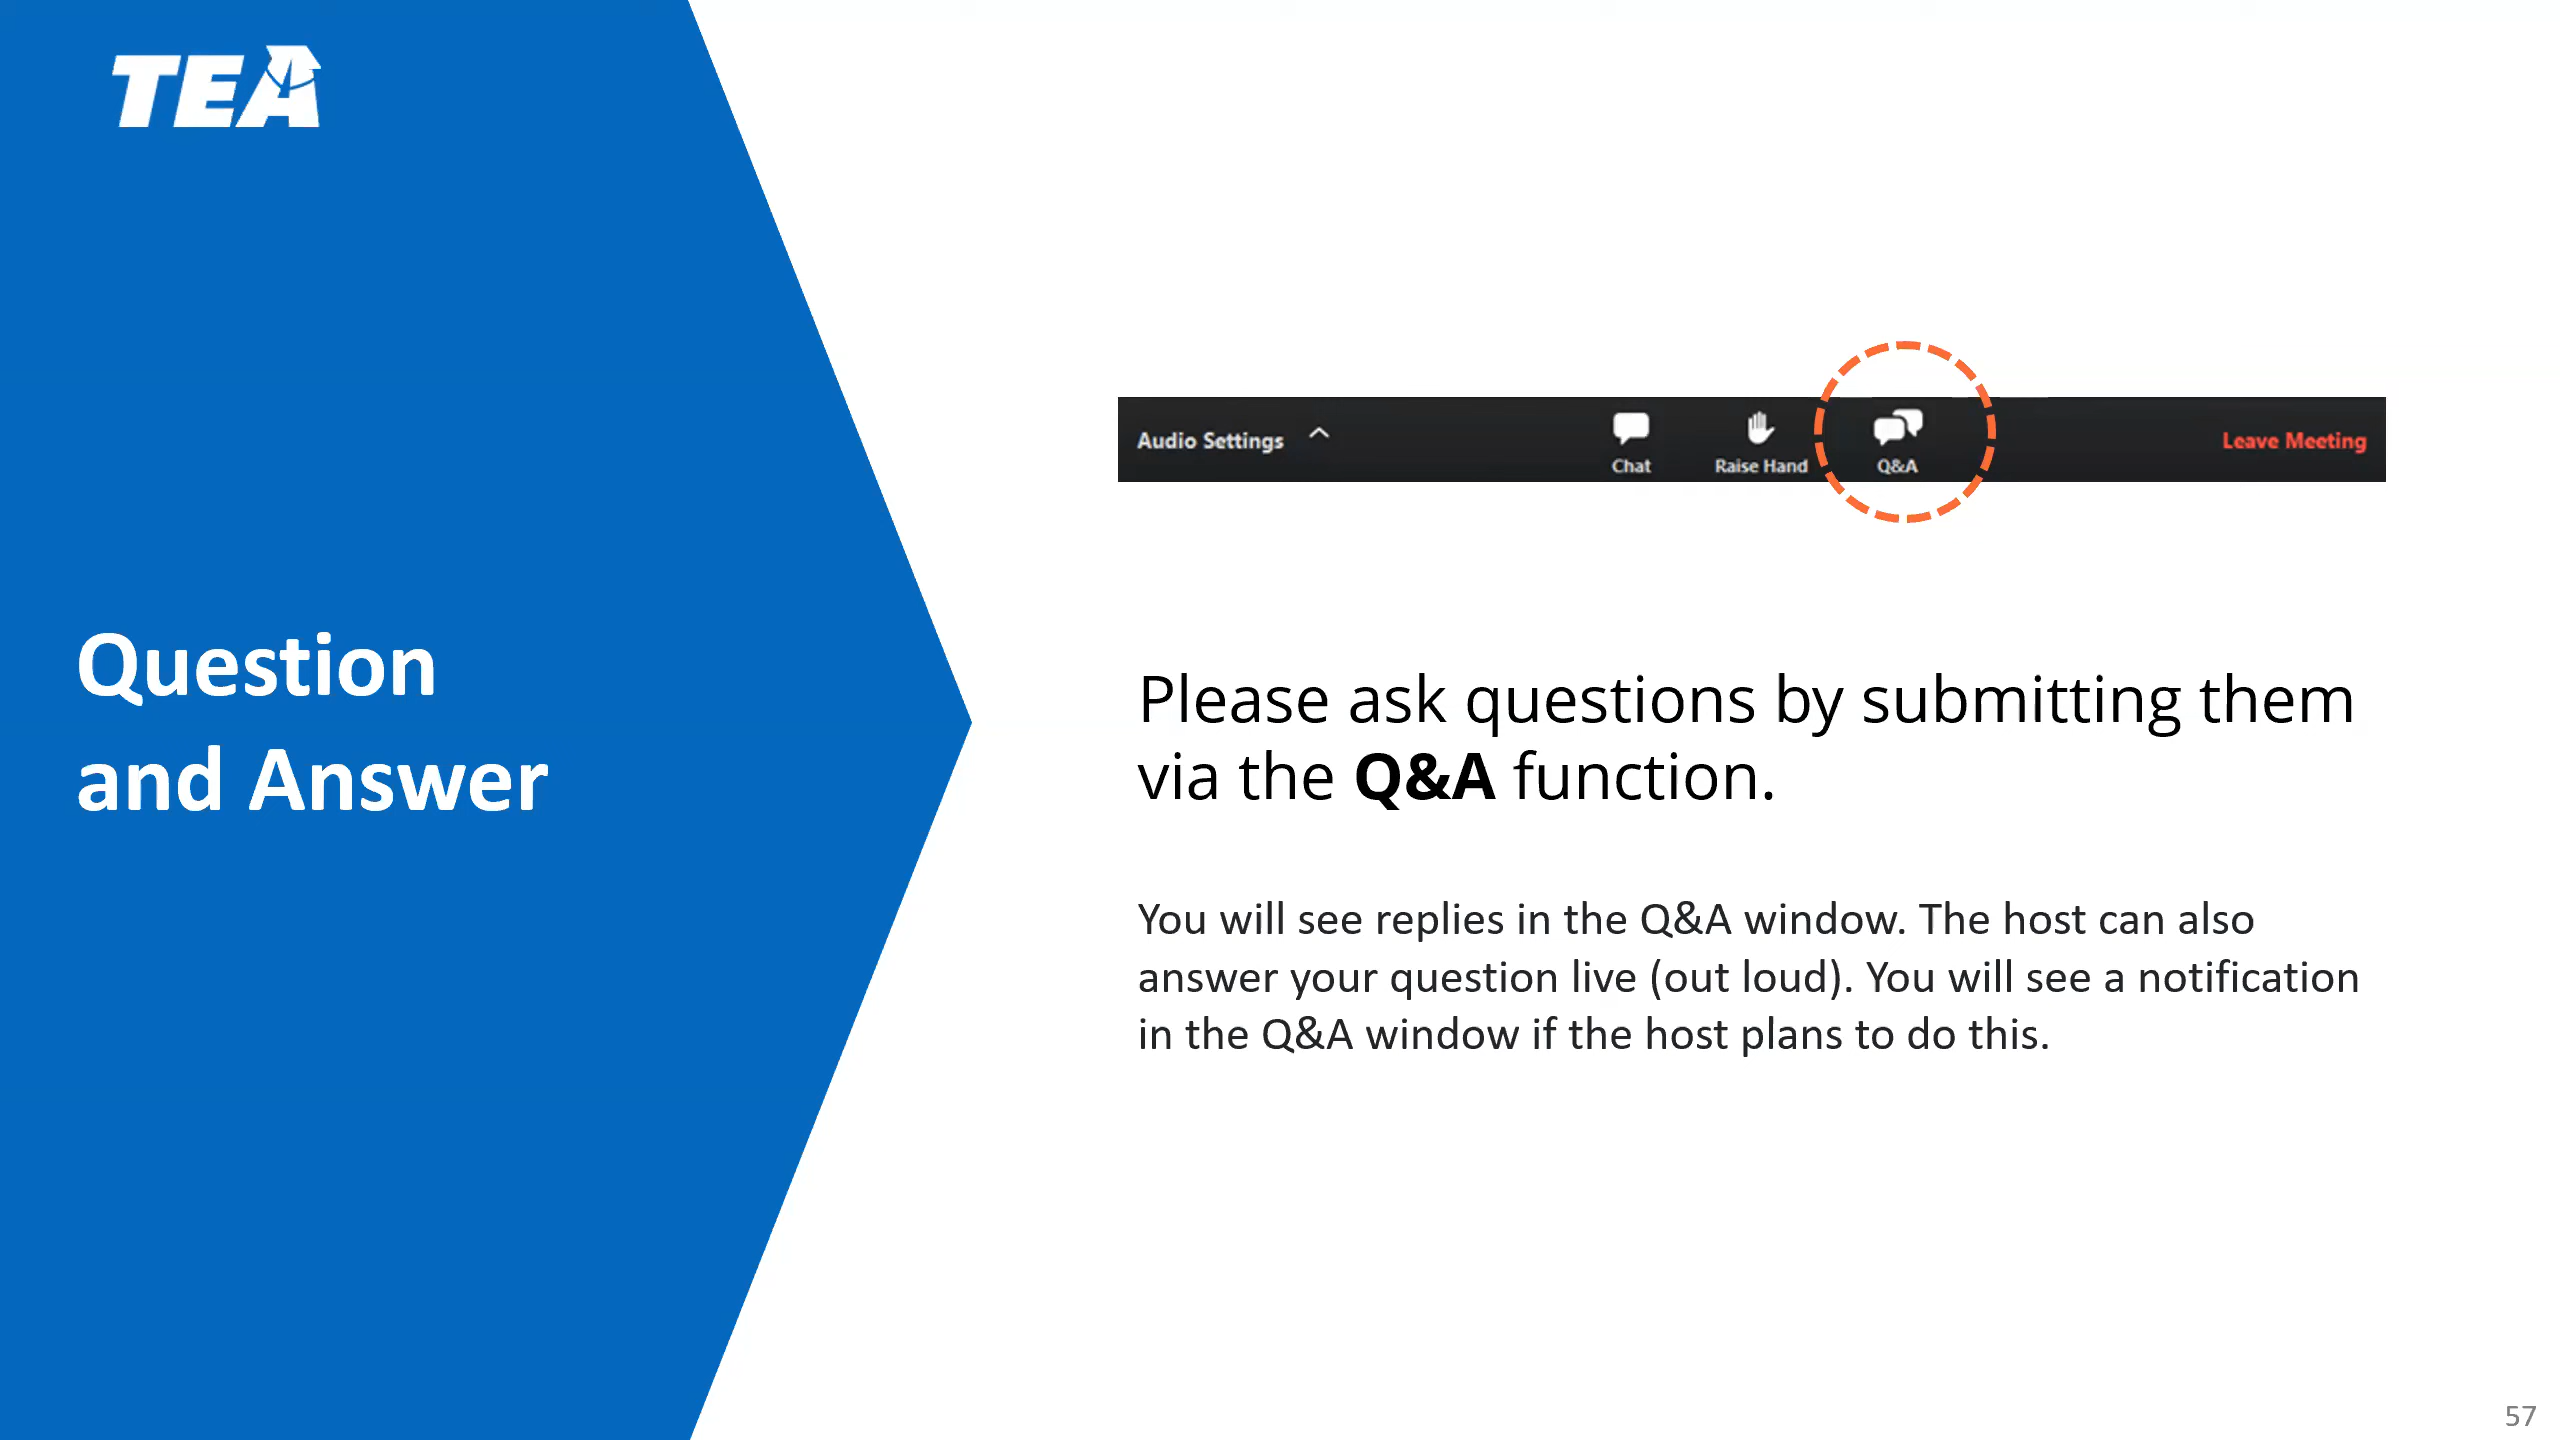 TEA
Question
and Answer
Audio Settings
Chat
Raise Hand
Q&A
Leave Meeting
Please ask questions by submitting them
via the Q&A function.
You will see replies in the Q&A window. The host can also
answer your question live (out loud). You will see a notification
in the Q&A window if the host plans to do this.
57